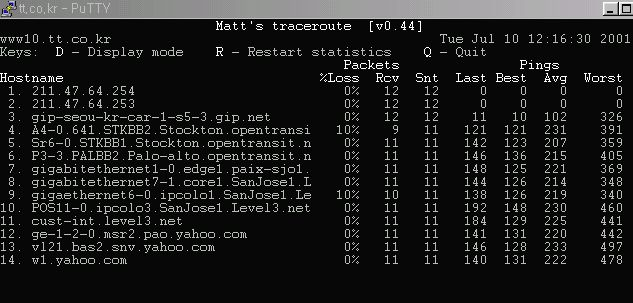 tt,co,kr - PuTTY
Matt's traceroute [v0.44]
www10.tt.co.kr Tue Jul 10 12:16:30 2001
Keys: D - Display mode R - Restart statistics Q - Quit
Packets Pings
Hostname %Loss Rcv Snt Last Best Avg Worst
1. 211.47.64.254 0% 12 12 0 0 0 0
2. 211.47.64.253 0% 12 12 0 0 0 0
3. gip-seou-kr-car-1-s5-3.gip.net 0% 12 12 11 10 102 326
4. A4-0.641.STKBB2.Stockton.opentransi 10% 9 11 121 121 231 391
5. Sr6-0.STKBB1.Stockton.opentransit.n 0% 11 11 142 123 207 359
6. P3-3.PALBB2.Palo-alto.opentransit.n 0% 11 11 146 136 215 405
7. gigabitethernet1-0.edge1.paix-sjo1. 0% 11 11 148 125 221 369
8. gigabitethernet7-1.core1.SanJose1.L 0% 11 11 144 126 214 348
9. gigaethernet6-0.ipcolo1.SanJose1.Le 10% 10 11 138 126 219 340
10. POS11-0.ipcolo3.SanJose1.Level3.net 0% 11 11 192 148 230 460
11. cust-int.level3.net 0% 11 11 184 129 225 441
12. ge-1-2-0.msr2.pao.yahoo.com 0% 11 11 141 131 220 442
13. vl21.bas2.snv.yahoo.com 0% 11 11 146 128 233 497
14. w1.yahoo.com 0% 11 11 140 131 222 478